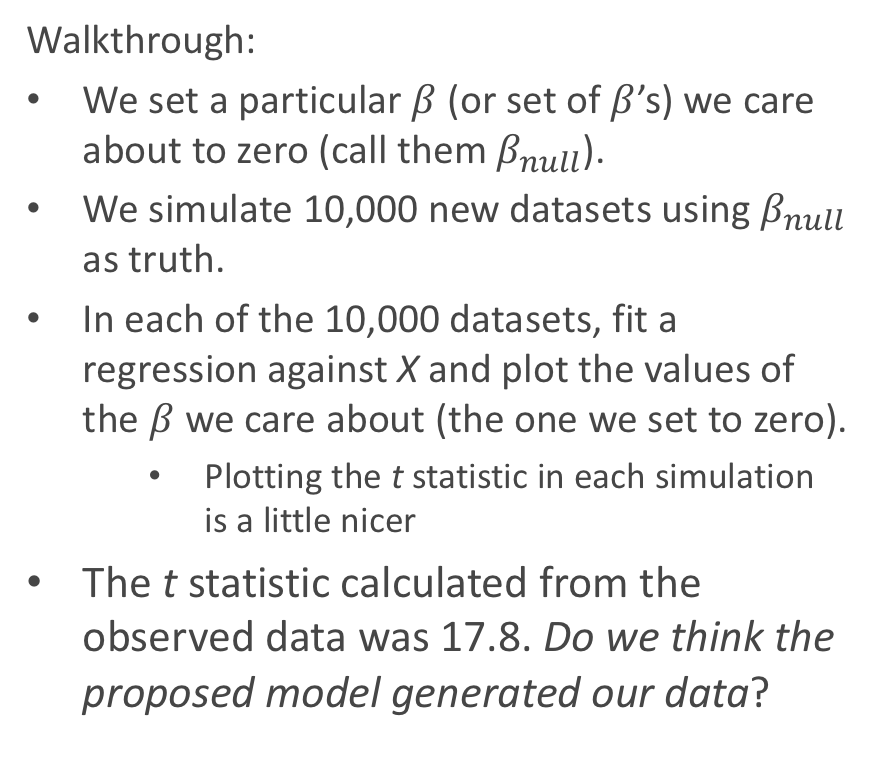 Walkthrough:
• We set a particular β (or set of β's) we care
about to zero (call them βnull).
• We simulate 10,000 new datasets using βnull
as truth.
• In each of the 10,000 datasets, fit a
regression against X and plot the values of
the β we care about (the one we set to zero).
• Plotting the t statistic in each simulation
is a little nicer
• The t statistic calculated from the
observed data was 17.8. Do we think the
proposed model generated our data?